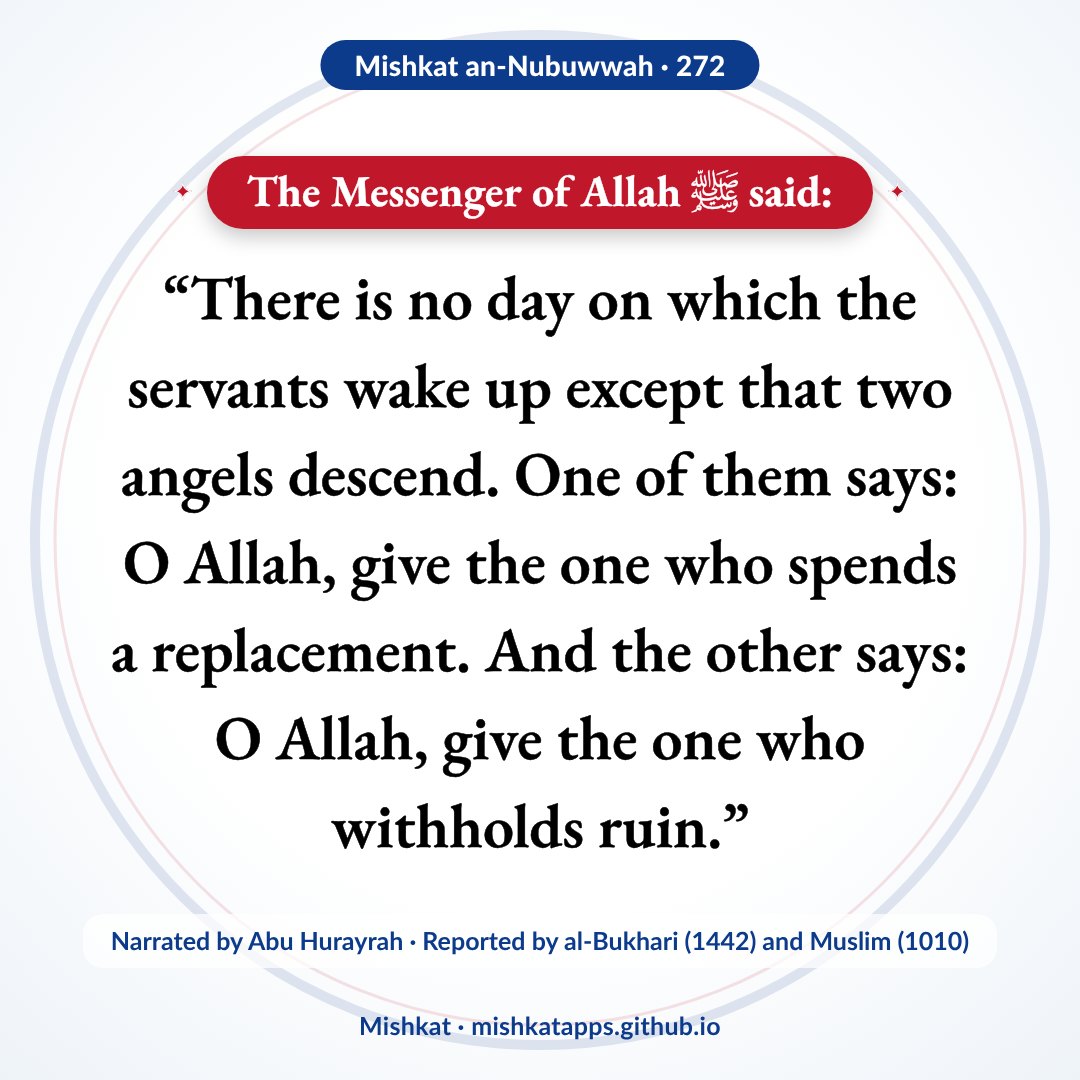 Mishkat an-Nubuwwah · 272
The Messenger of Allah ﷺ said:
“There is no day on which the
servants wake up except that two
angels descend. One of them says:
O Allah, give the one who spends
a replacement. And the other says:
O Allah, give the one who
withholds ruin.”
Narrated by Abu Hurayrah · Reported by al-Bukhari (1442) and Muslim (1010)
Mishkat · mishkatapps.github.io